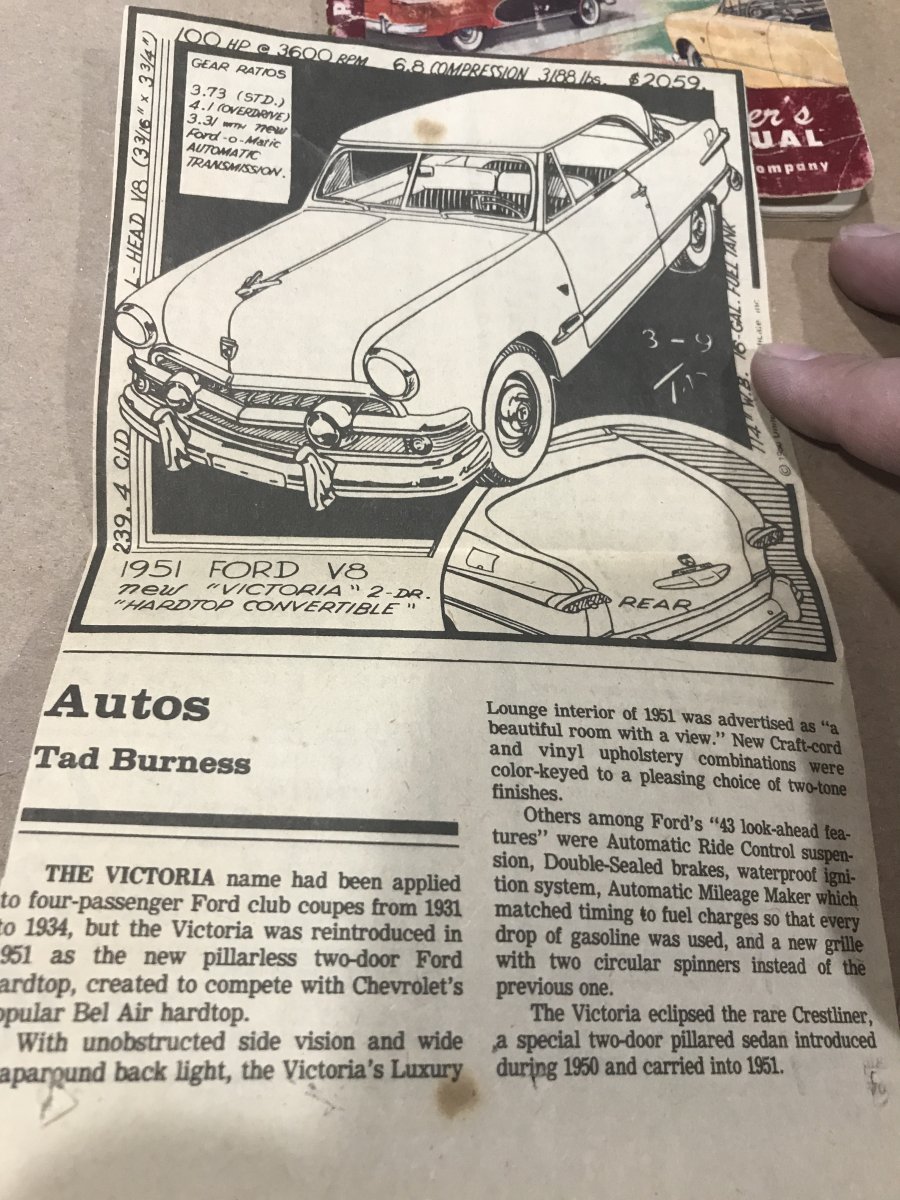 er's
UAL
ompany
100 HP @ 3600 RPM 6.8 COMPRESSION 3188 lbs. $2059.
GEAR RATIOS
3.73 (STD.)
4.1 (OVERDRIVE)
3.31 WITH new
Ford-o-Matic
AUTOMATIC
TRANSMISSION.
239.4 CID L-HEAD V8 (3 3/16" x 3 3/4")
114" W.B. 16-GAL. FUEL TANK
3-9
REAR
1951 FORD V8
new "VICTORIA" 2-DR.
"HARDTOP CONVERTIBLE"
Autos
Tad Burness
THE VICTORIA name had been applied
to four-passenger Ford club coupes from 1931
to 1934, but the Victoria was reintroduced in
951 as the new pillarless two-door Ford
ardtop, created to compete with Chevrolet's
opular Bel Air hardtop.
With unobstructed side vision and wide
aparound back light, the Victoria's Luxury
Lounge interior of 1951 was advertised as "a
beautiful room with a view." New Craft-cord
and vinyl upholstery combinations were
color-keyed to a pleasing choice of two-tone
finishes.
Others among Ford's "43 look-ahead fea-
tures" were Automatic Ride Control suspen-
sion, Double-Sealed brakes, waterproof igni-
tion system, Automatic Mileage Maker which
matched timing to fuel charges so that every
drop of gasoline was used, and a new grille
with two circular spinners instead of the
previous one.
The Victoria eclipsed the rare Crestliner,
a special two-door pillared sedan introduced
during 1950 and carried into 1951.